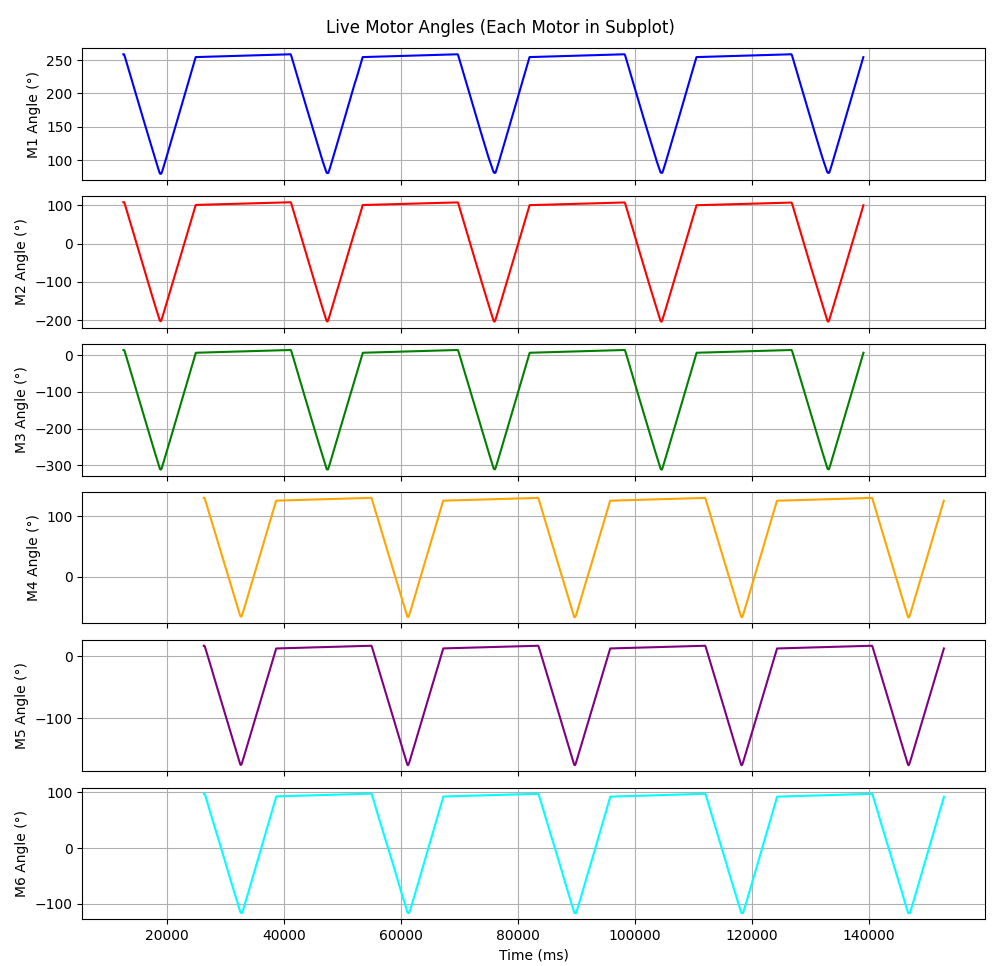 Live Motor Angles (Each Motor in Subplot)
M1 Angle (°)
250
200
150
100
M2 Angle (°)
100
0
−100
−200
M3 Angle (°)
0
−100
−200
−300
M4 Angle (°)
100
0
M5 Angle (°)
0
−100
M6 Angle (°)
100
0
−100
20000 40000 60000 80000 100000 120000 140000
Time (ms)